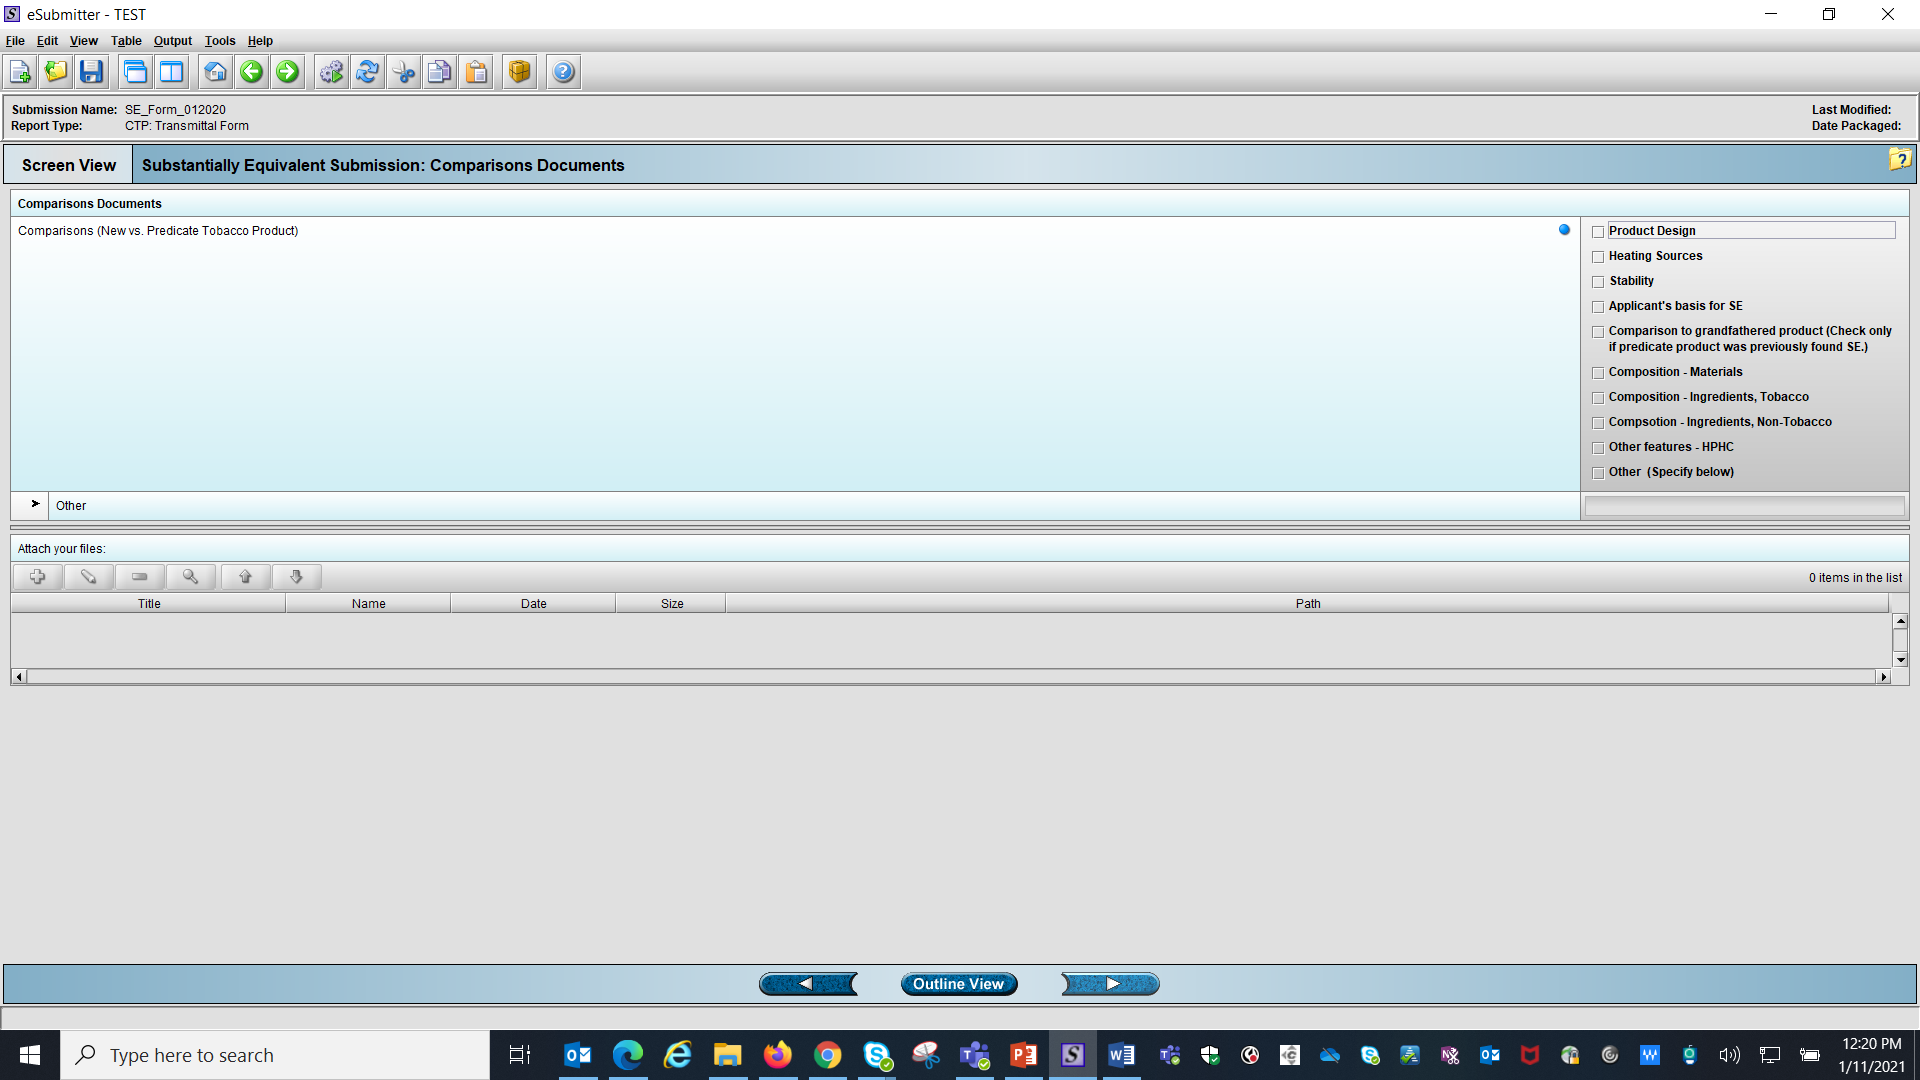 eSubmitter - TEST
File Edit View Table Output Tools Help
Submission Name: SE_Form_012020
Last Modified:
Report Type: CTP: Transmittal Form
Date Packaged:
Screen View
Substantially Equivalent Submission: Comparisons Documents
Comparisons Documents
Comparisons (New vs. Predicate Tobacco Product)
Product Design
Heating Sources
Stability
Applicant's basis for SE
Comparison to grandfathered product (Check only
if predicate product was previously found SE.)
Composition - Materials
Composition - Ingredients, Tobacco
Compsotion - Ingredients, Non-Tobacco
Other features - HPHC
Other (Specify below)
Other
Attach your files:
0 items in the list
Title Name Date Size Path
Outline View
Type here to search
12:20 PM
1/11/2021